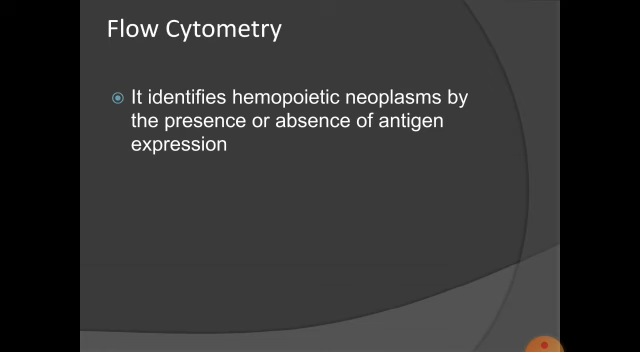 Flow Cytometry
It identifies hemopoietic neoplasms by
the presence or absence of antigen
expression